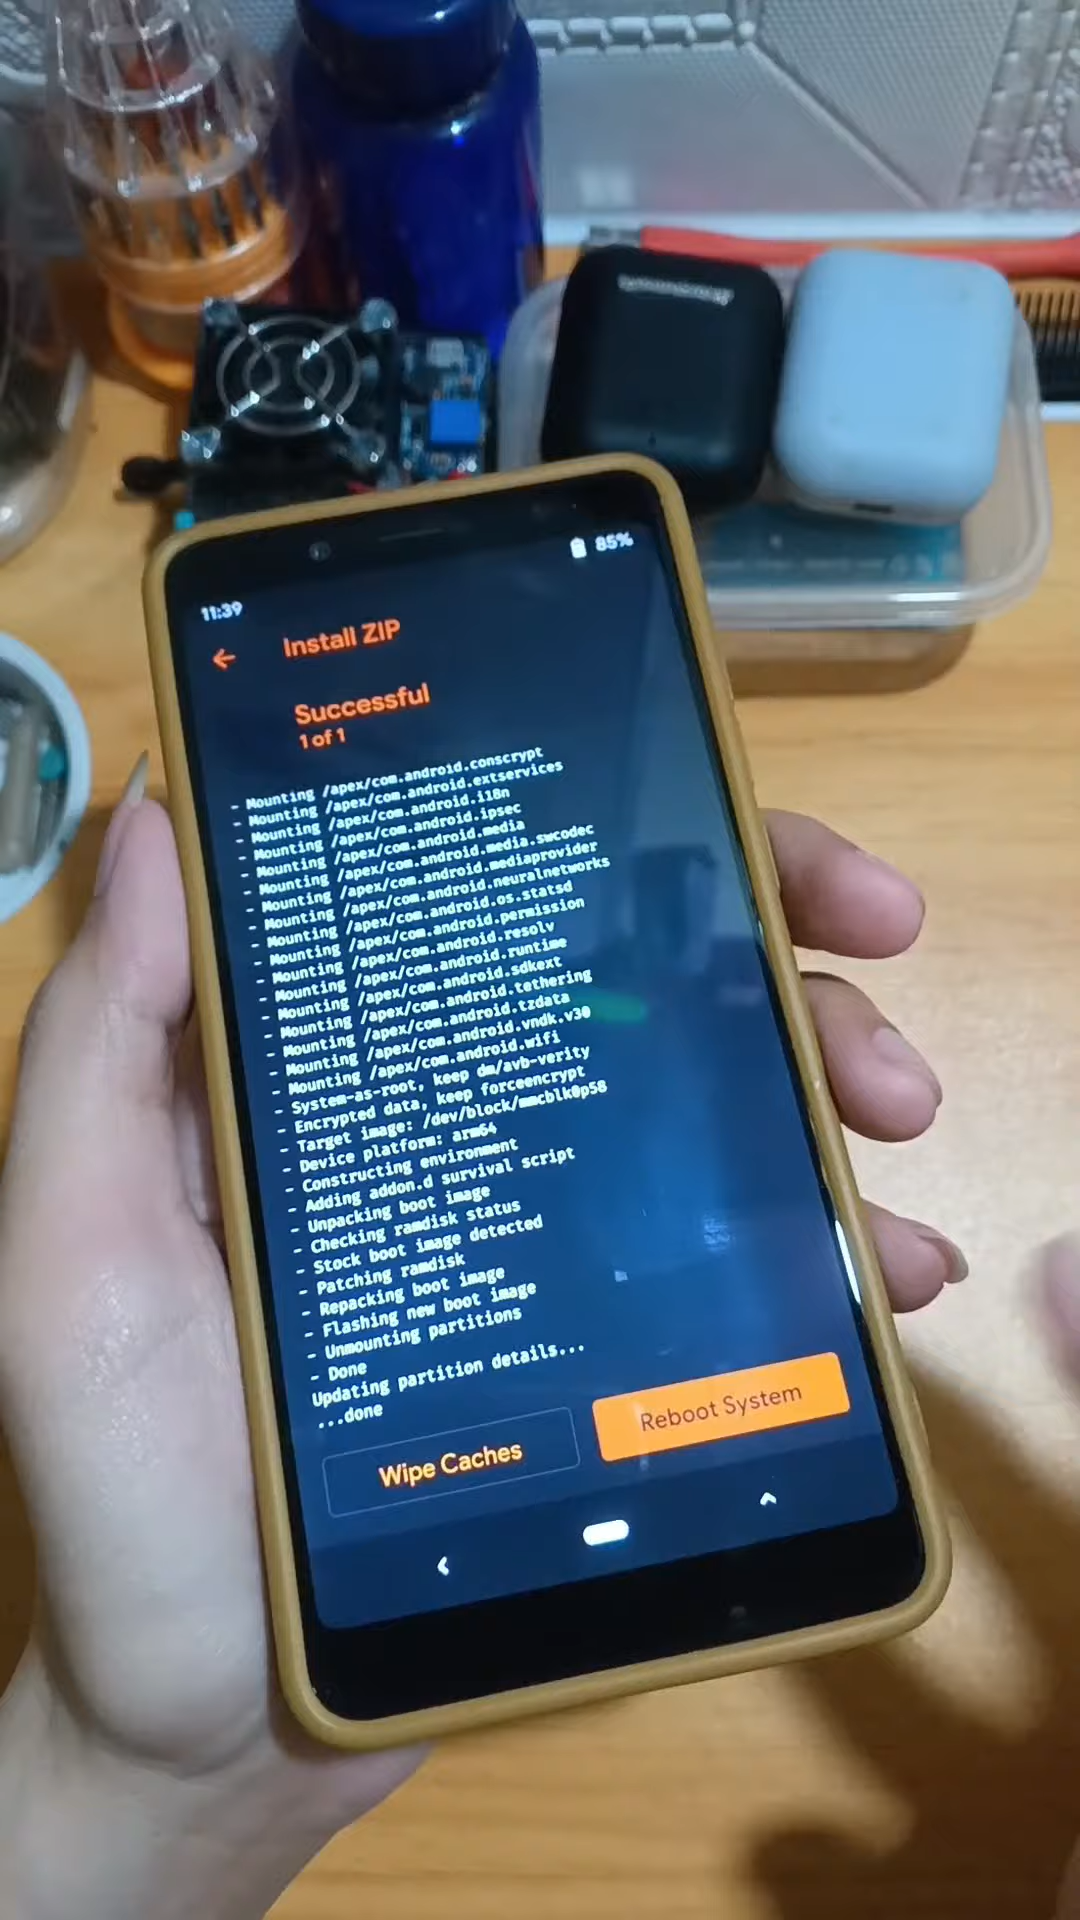 11:39
85%
Install ZIP
Successful
1 of 1
- Mounting /apex/com.android.conscrypt
- Mounting /apex/com.android.extservices
- Mounting /apex/com.android.i18n
- Mounting /apex/com.android.ipsec
- Mounting /apex/com.android.media
- Mounting /apex/com.android.media.swcodec
- Mounting /apex/com.android.mediaprovider
- Mounting /apex/com.android.neuralnetworks
- Mounting /apex/com.android.os.statsd
- Mounting /apex/com.android.permission
- Mounting /apex/com.android.resolv
- Mounting /apex/com.android.runtime
- Mounting /apex/com.android.sdkext
- Mounting /apex/com.android.tethering
- Mounting /apex/com.android.tzdata
- Mounting /apex/com.android.vndk.v30
- Mounting /apex/com.android.wifi
- System-as-root, keep dm/avb-verity
- Encrypted data, keep forceencrypt
- Target image: /dev/block/mmcblk0p58
- Device platform: arm64
- Constructing environment
- Adding addon.d survival script
- Unpacking boot image
- Checking ramdisk status
- Stock boot image detected
- Patching ramdisk
- Repacking boot image
- Flashing new boot image
- Unmounting partitions
- Done
Updating partition details...
...done
Wipe Caches
Reboot System